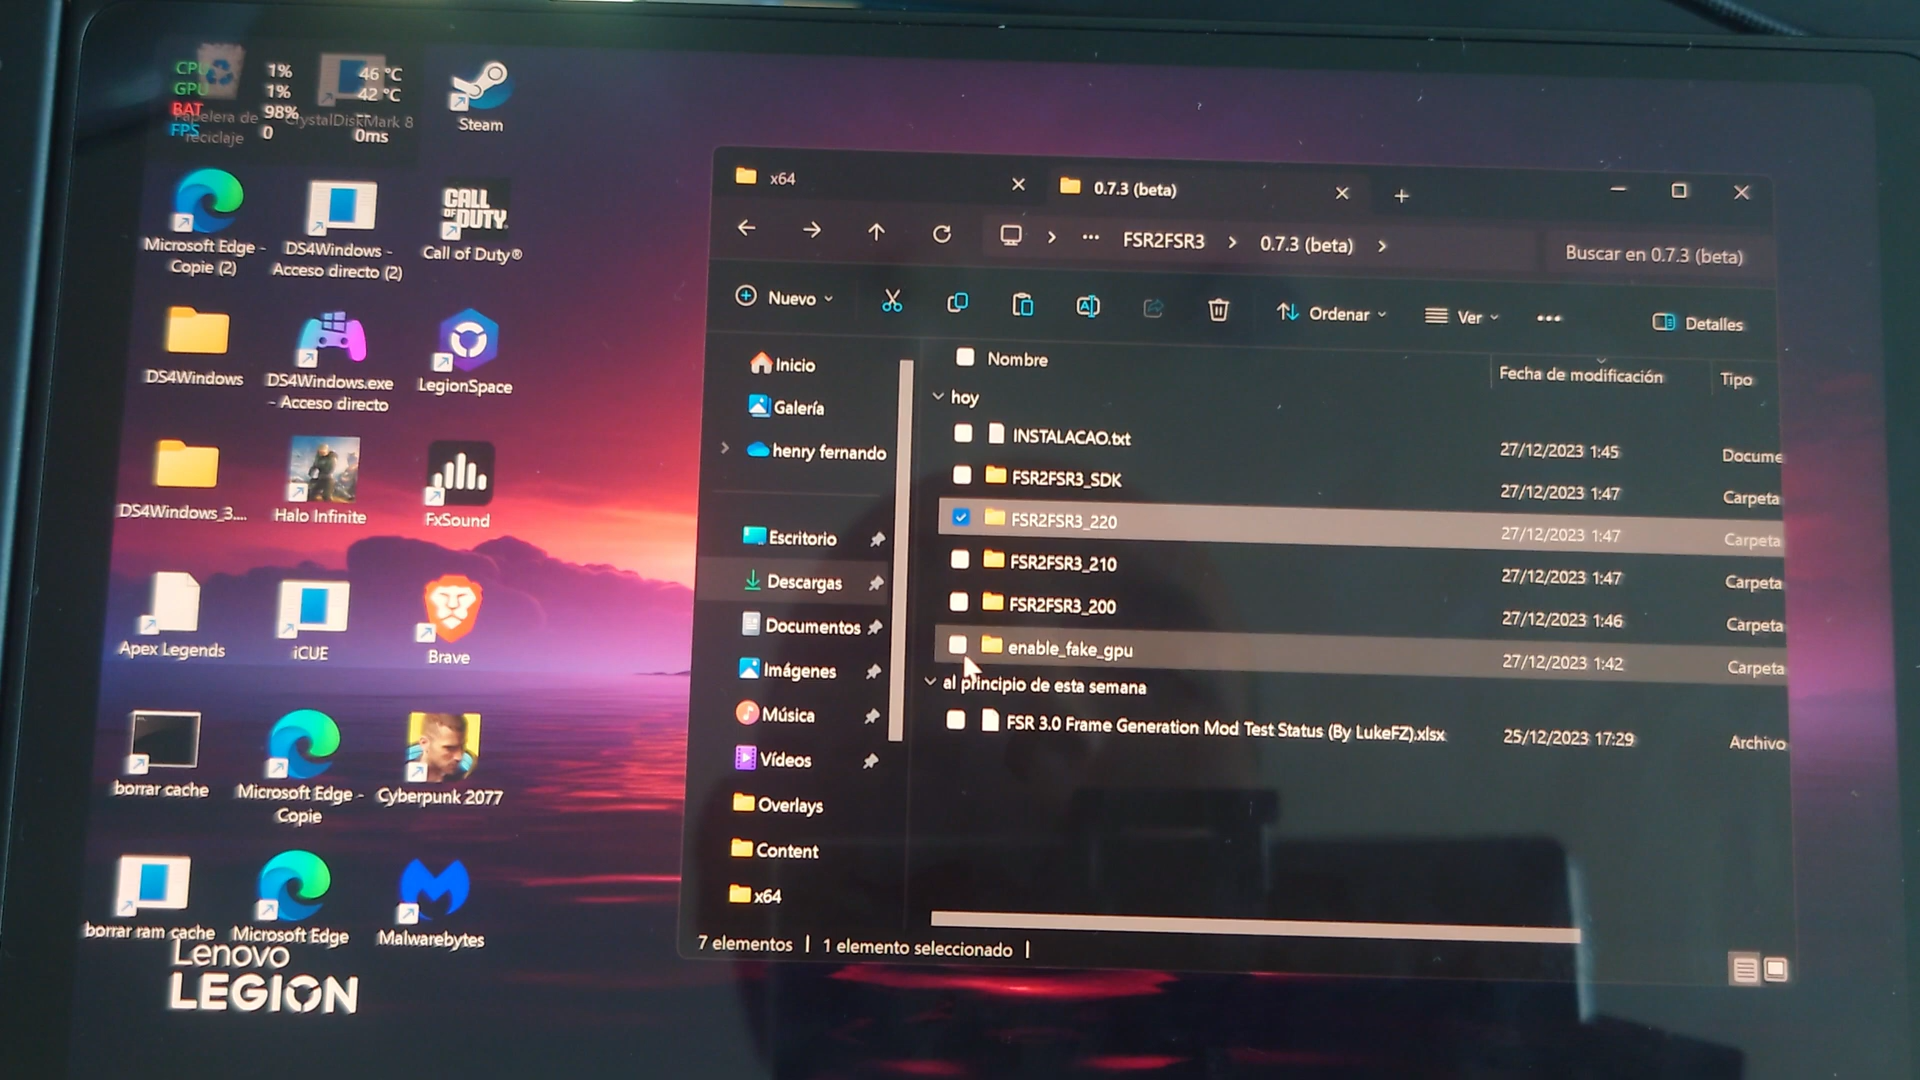 CPU 1% 46 °C
GPU 1% 42 °C
BAT 98% --
FPS 0 0ms
Papelera de
reciclaje
CrystalDiskMark 8
Steam
Microsoft Edge -
Copie (2)
DS4Windows -
Acceso directo (2)
CALL
OF DUTY
Call of Duty®
DS4Windows
DS4Windows.exe
- Acceso directo
LegionSpace
DS4Windows_3....
Halo Infinite
FxSound
Apex Legends
iCUE
Brave
borrar cache
Microsoft Edge -
Copie
Cyberpunk 2077
borrar ram cache
Microsoft Edge
Malwarebytes
Lenovo
LEGION
x64
0.7.3 (beta)
FSR2FSR3 > 0.7.3 (beta) >
Buscar en 0.7.3 (beta)
Nuevo
Ordenar
Ver
Detalles
Inicio
Galería
henry fernando
Escritorio
Descargas
Documentos
Imágenes
Música
Vídeos
Overlays
Content
x64
Nombre Fecha de modificación Tipo
hoy
INSTALACAO.txt 27/12/2023 1:45 Docume
FSR2FSR3_SDK 27/12/2023 1:47 Carpeta
FSR2FSR3_220 27/12/2023 1:47 Carpeta
FSR2FSR3_210 27/12/2023 1:47 Carpeta
FSR2FSR3_200 27/12/2023 1:46 Carpeta
enable_fake_gpu 27/12/2023 1:42 Carpeta
al principio de esta semana
FSR 3.0 Frame Generation Mod Test Status (By LukeFZ).xlsx 25/12/2023 17:29 Archivo
7 elementos | 1 elemento seleccionado |